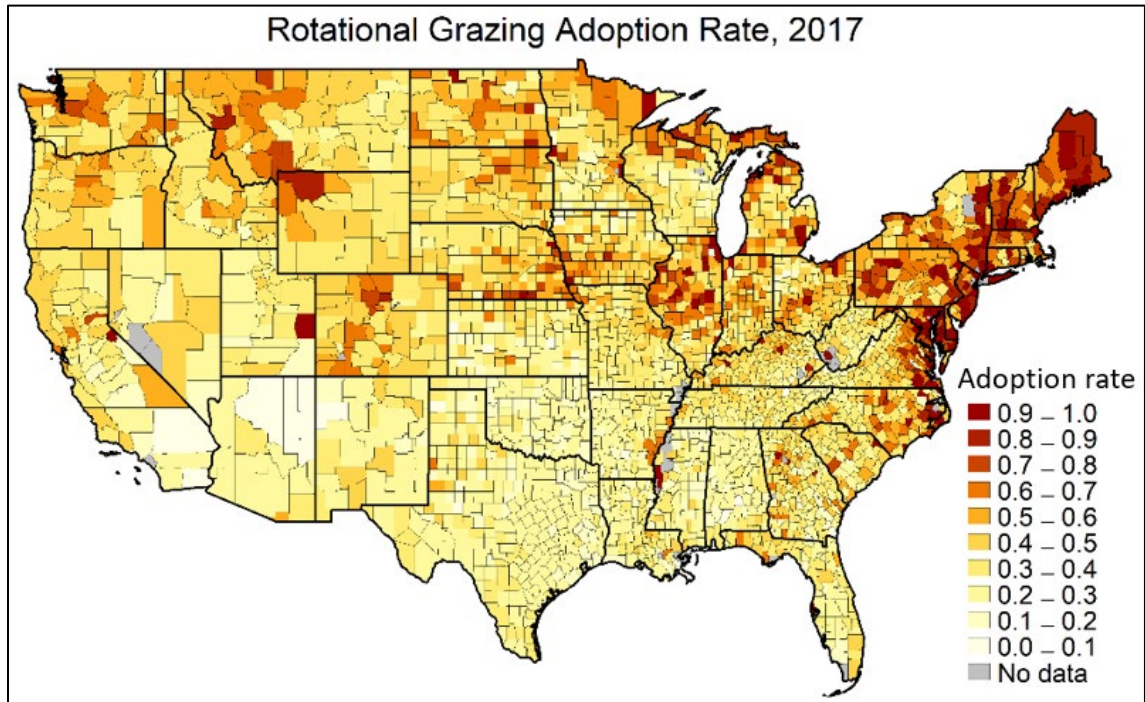 Rotational Grazing Adoption Rate, 2017
Adoption rate
0.9 – 1.0
0.8 – 0.9
0.7 – 0.8
0.6 – 0.7
0.5 – 0.6
0.4 – 0.5
0.3 – 0.4
0.2 – 0.3
0.1 – 0.2
0.0 – 0.1
No data